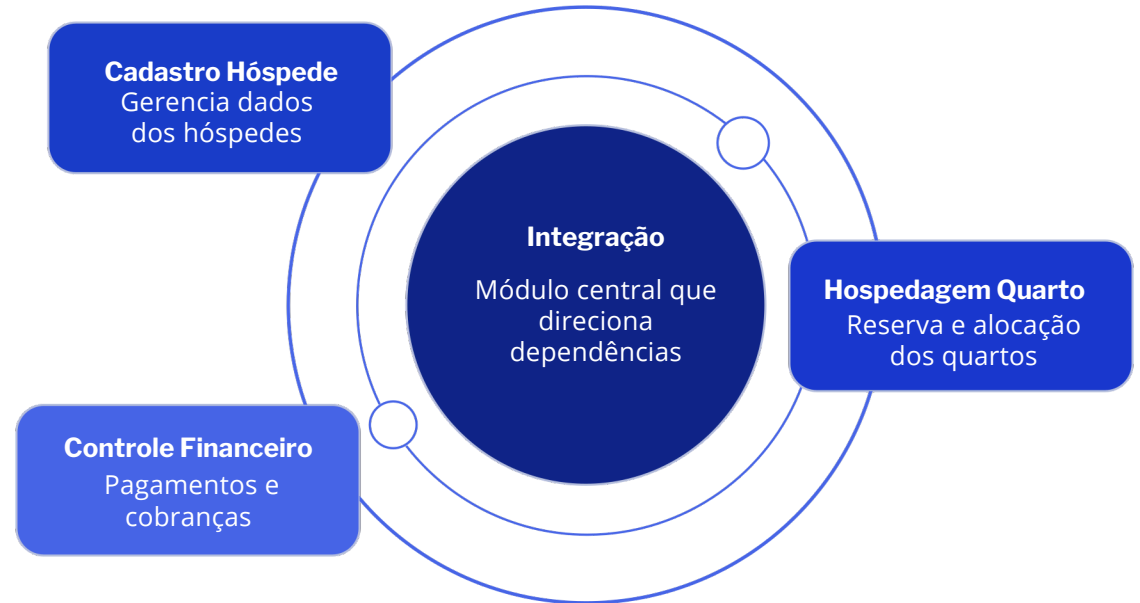 Cadastro Hóspede
Gerencia dados
dos hóspedes
Integração
Módulo central que
direciona
dependências
Hospedagem Quarto
Reserva e alocação
dos quartos
Controle Financeiro
Pagamentos e
cobranças